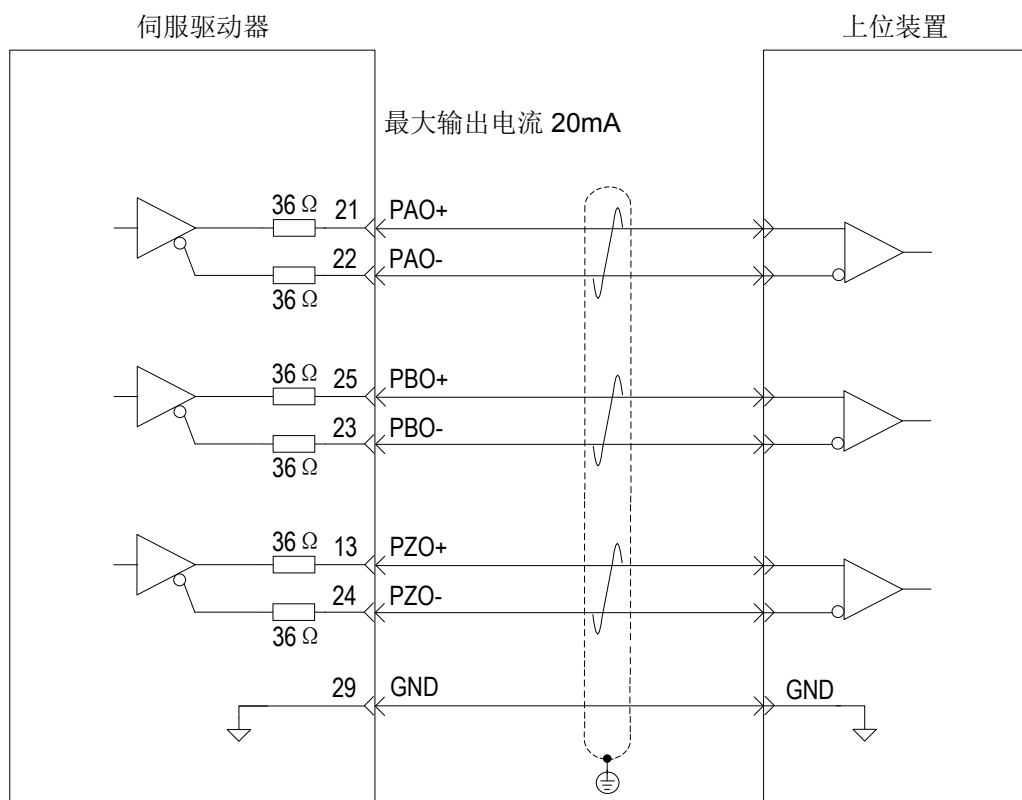 伺服驱动器
上位装置
最大输出电流 20mA
36 Ω 21 PAO+
22 PAO-
36 Ω
36 Ω 25 PBO+
23 PBO-
36 Ω
36 Ω 13 PZO+
24 PZO-
36 Ω
29 GND GND